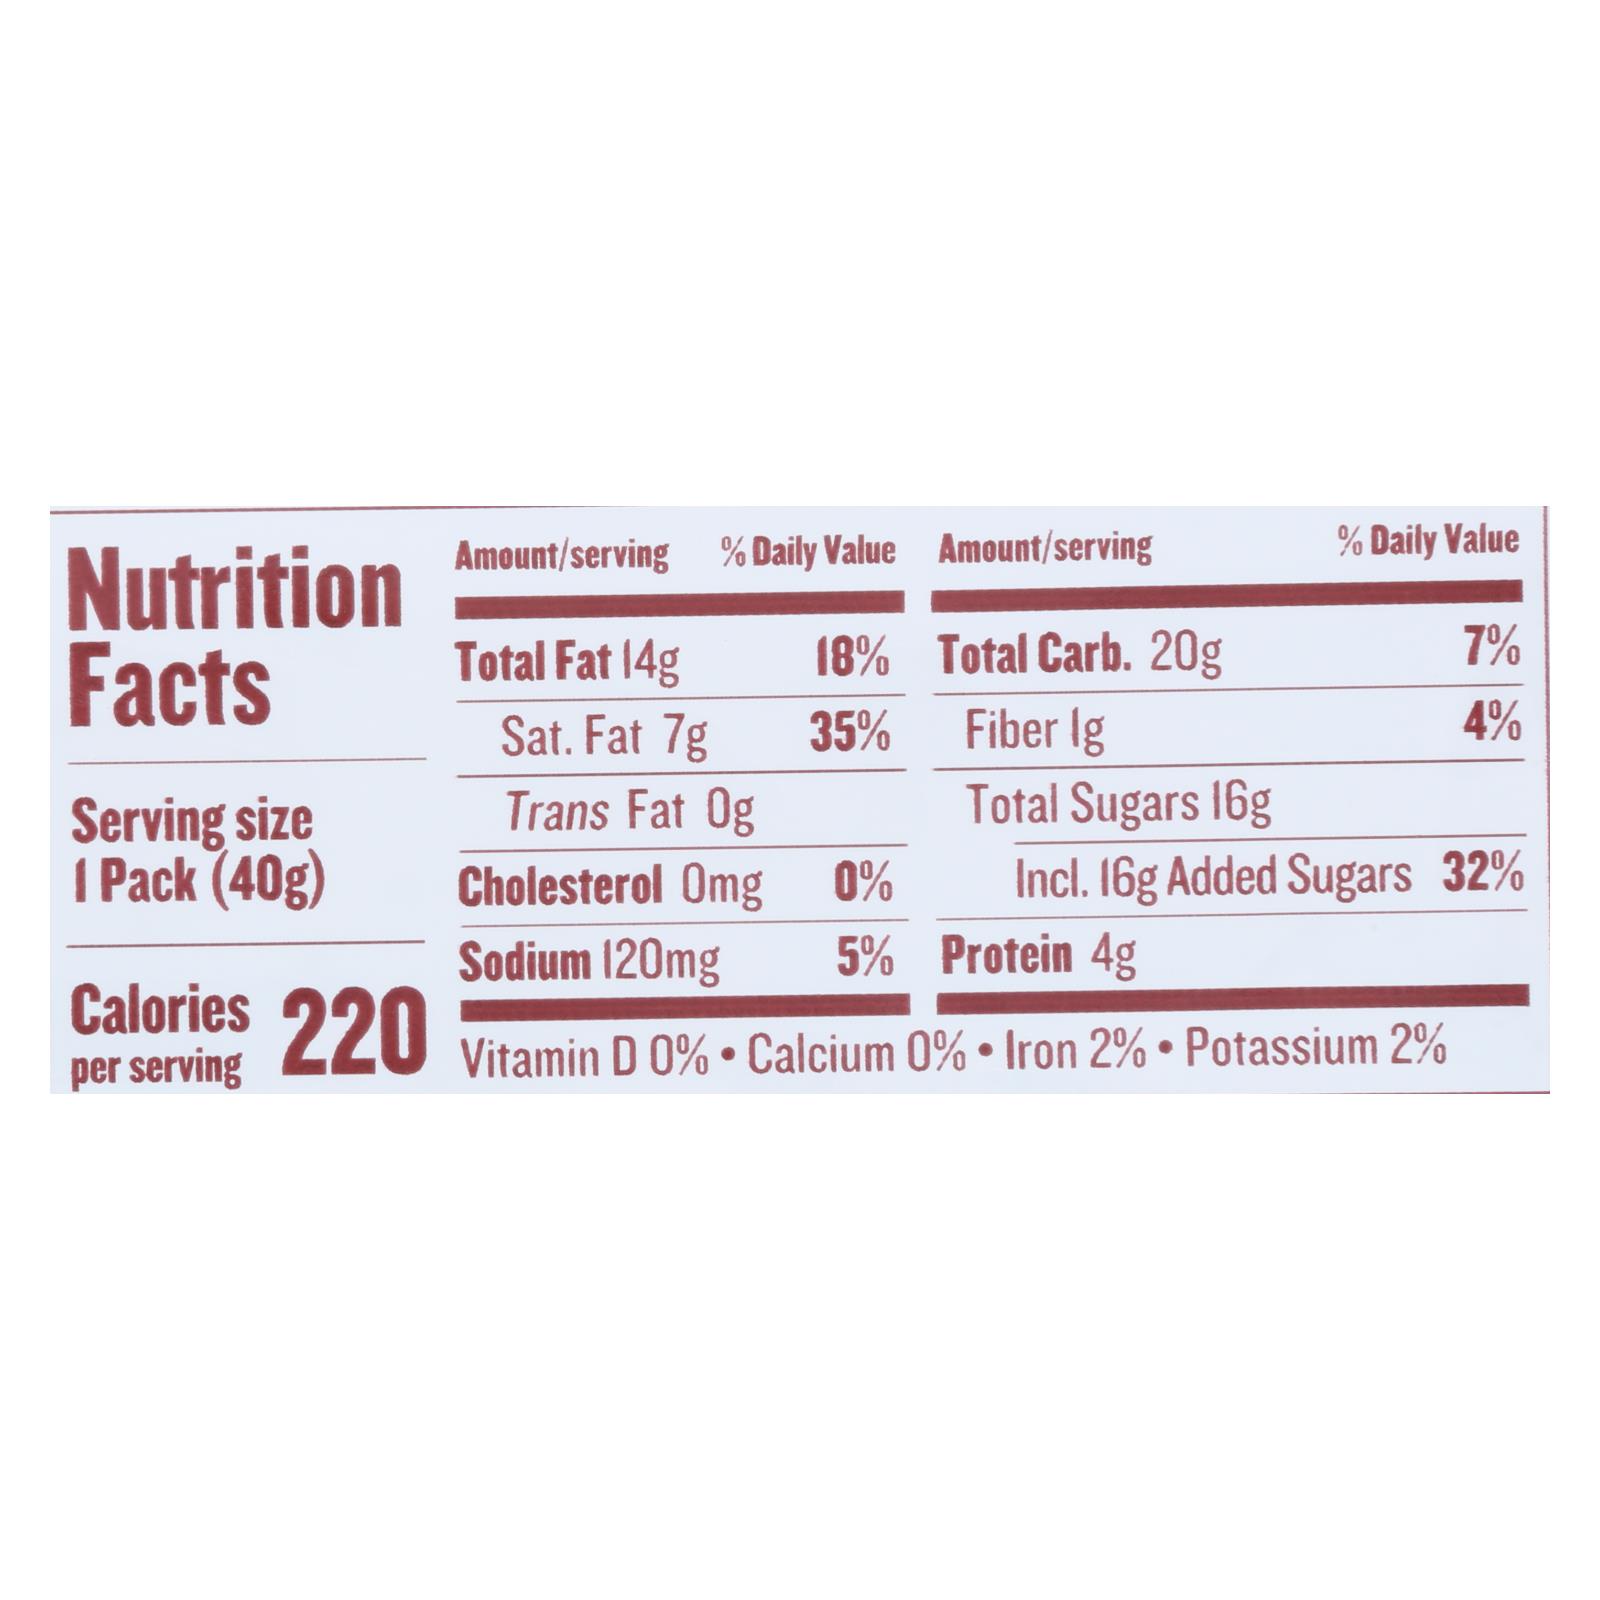 Nutrition
Facts
Serving size
1 Pack (40g)
Calories
per serving
220
Amount/serving % Daily Value
Total Fat 14g 18%
Sat. Fat 7g 35%
Trans Fat 0g
Cholesterol 0mg 0%
Sodium 120mg 5%
Amount/serving % Daily Value
Total Carb. 20g 7%
Fiber 1g 4%
Total Sugars 16g
Incl. 16g Added Sugars 32%
Protein 4g
Vitamin D 0% • Calcium 0% • Iron 2% • Potassium 2%